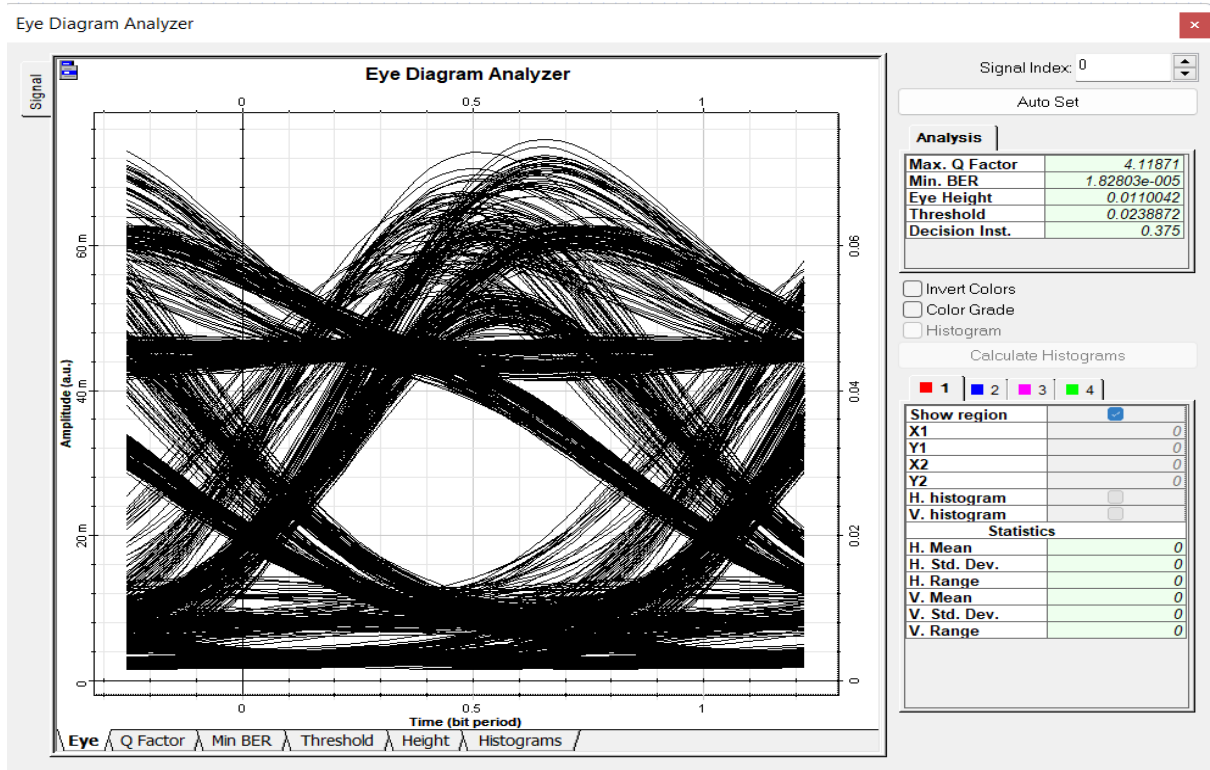 Eye Diagram Analyzer
Signal
Eye Diagram Analyzer
0 0.5 1
60 m
40 m
20 m
0
Amplitude (a.u.)
0.06
0.04
0.02
0
0 0.5 1
Time (bit period)
Eye Q Factor Min BER Threshold Height Histograms
Signal Index: 0
Auto Set
Analysis
Max. Q Factor 4.11871
Min. BER 1.82803e-005
Eye Height 0.0110042
Threshold 0.0238872
Decision Inst. 0.375
Invert Colors
Color Grade
Histogram
Calculate Histograms
1 2 3 4
Show region
X1 0
Y1 0
X2 0
Y2 0
H. histogram
V. histogram
Statistics
H. Mean 0
H. Std. Dev. 0
H. Range 0
V. Mean 0
V. Std. Dev. 0
V. Range 0